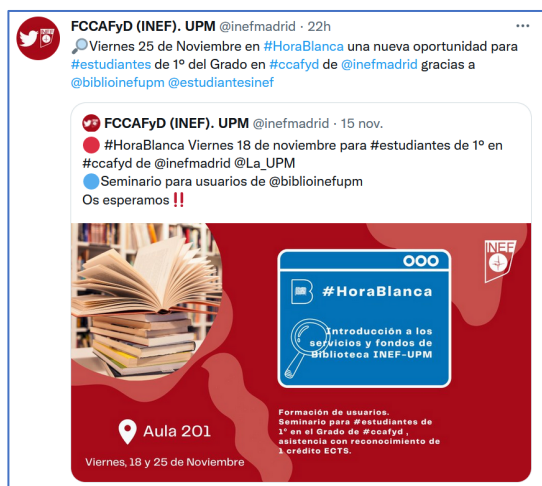 FCCAFyD (INEF). UPM @inefmadrid · 22h
🔎Viernes 25 de Noviembre en #HoraBlanca una nueva oportunidad para
#estudiantes de 1º del Grado en #ccafyd de @inefmadrid gracias a
@biblioinefupm @estudiantesinef
FCCAFyD (INEF). UPM @inefmadrid · 15 nov.
🔴 #HoraBlanca Viernes 18 de noviembre para #estudiantes de 1º en
#ccafyd de @inefmadrid @La_UPM
🔵Seminario para usuarios de @biblioinefupm
Os esperamos‼️
INEF
#HoraBlanca
Introducción a los
servicios y fondos de
Biblioteca INEF-UPM
Aula 201
Viernes, 18 y 25 de Noviembre
Formación de usuarios.
Seminario para #estudiantes de
1º en el Grado de #ccafyd ,
asistencia con reconocimiento de
1 crédito ECTS.